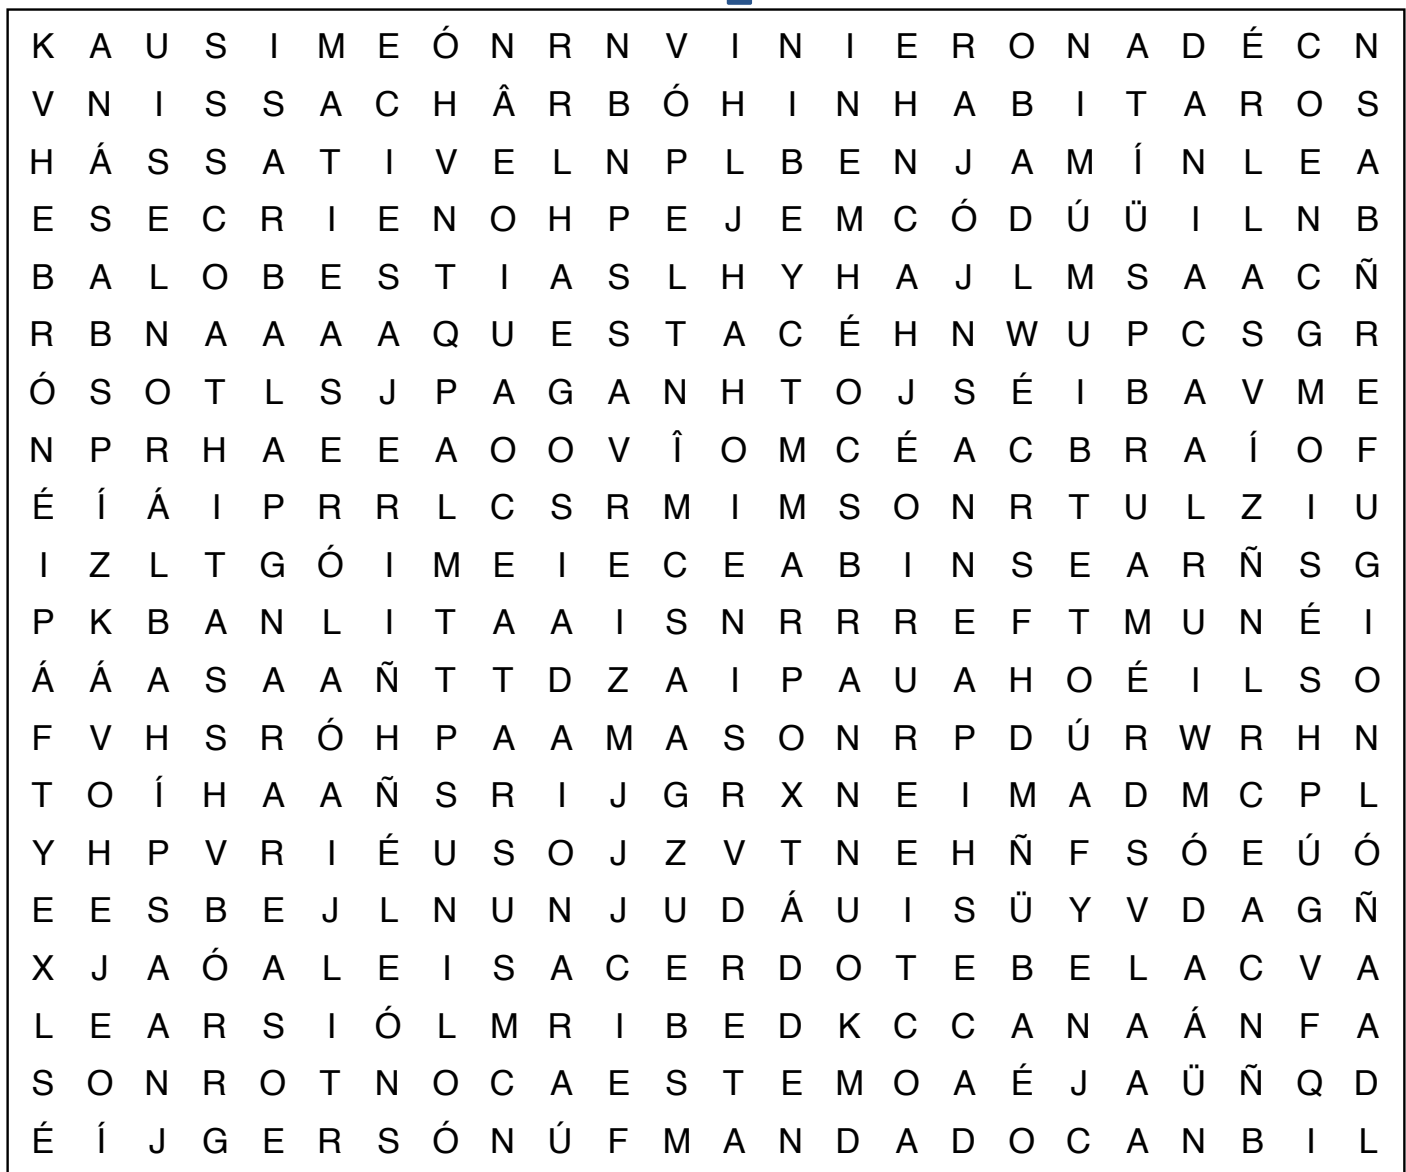 K A U S I M E Ó N R N V I N I E R O N A D É C N
V N I S S A C H Â R B Ó H I N H A B I T A R O S
H Á S S A T I V E L N P L B E N J A M Í N L E A
E S E C R I E N O H P E J E M C Ó D Ú Ü I L N B
B A L O B E S T I A S L H Y H A J L M S A A C Ñ
R B N A A A A Q U E S T A C É H N W U P C S G R
Ó S O T L S J P A G A N H T O J S É I B A V M E
N P R H A E E A O O V Î O M C É A C B R A Í O F
É Í Á I P R R L C S R M I M S O N R T U L Z I U
I Z L T G Ó I M E I E C E A B I N S E A R Ñ S G
P K B A N L I T A A I S N R R R E F T M U N É I
Á Á A S A A Ñ T T D Z A I P A U A H O É I L S O
F V H S R Ó H P A A M A S O N R P D Ú R W R H N
T O Í H A A Ñ S R I J G R X N E I M A D M C P L
Y H P V R I É U S O J Z V T N E H Ñ F S Ó E Ú Ó
E E S B E J L N U N J U D Á U I S Ü Y V D A G Ñ
X J A Ó A L E I S A C E R D O T E B E L A C V A
L E A R S I Ó L M R I B E D K C C A N A Á N F A
S O N R O T N O C A E S T E M O A É J A Ü Ñ Q D
É Í J G E R S Ó N Ú F M A N D A D O C A N B I L